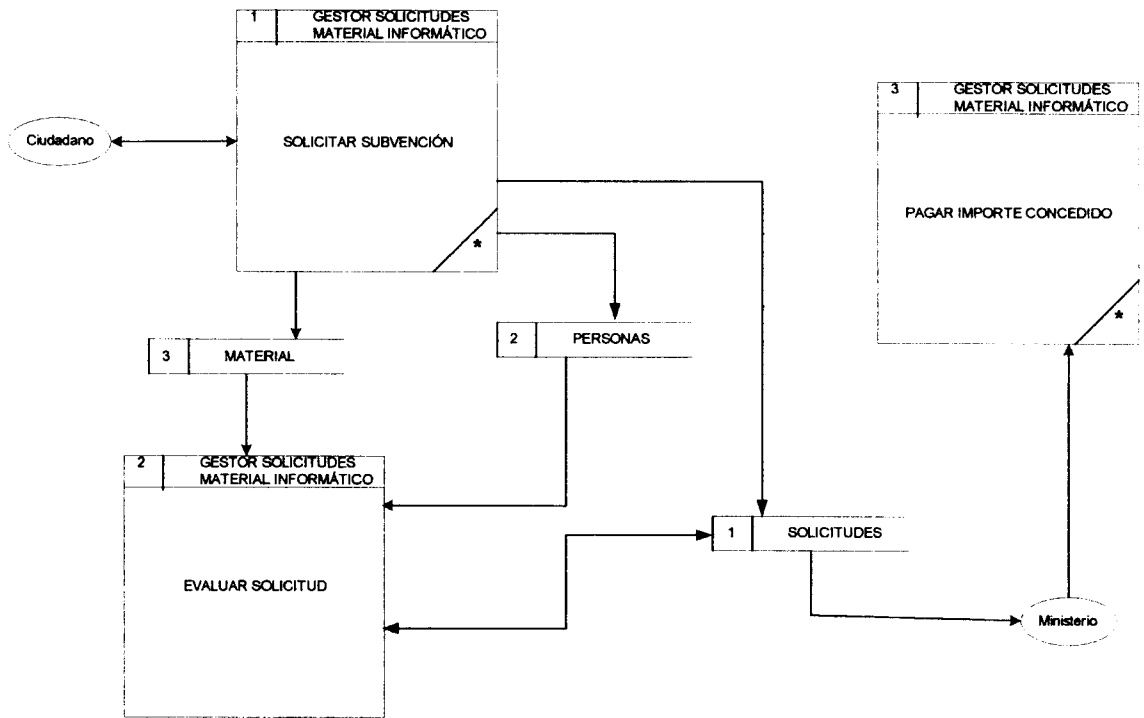 1
GESTOR SOLICITUDES
MATERIAL INFORMÁTICO
SOLICITAR SUBVENCIÓN
*
Ciudadano
3
GESTOR SOLICITUDES
MATERIAL INFORMÁTICO
PAGAR IMPORTE CONCEDIDO
*
2
PERSONAS
3
MATERIAL
2
GESTOR SOLICITUDES
MATERIAL INFORMÁTICO
EVALUAR SOLICITUD
1
SOLICITUDES
Ministerio